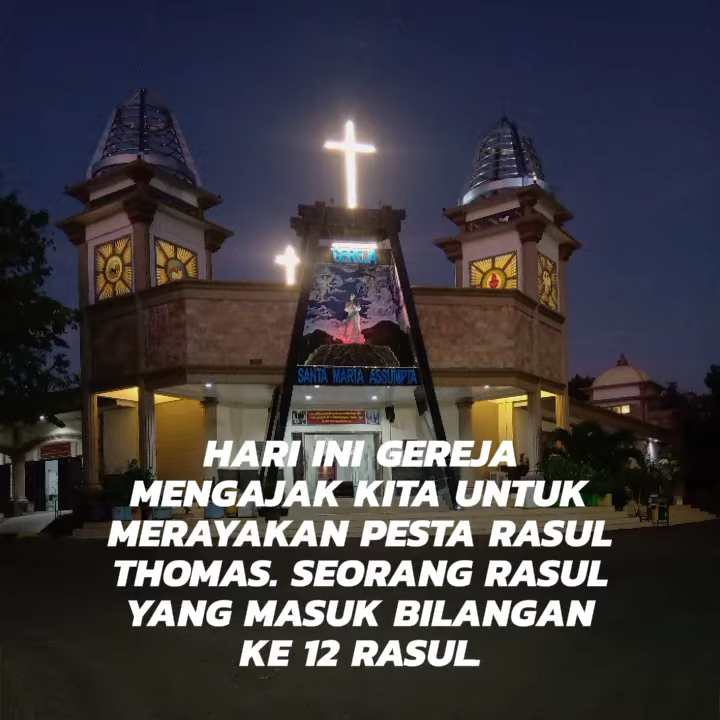 GEREJA
SANTA MARIA ASSUMPTA
HARI INI GEREJA
MENGAJAK KITA UNTUK
MERAYAKAN PESTA RASUL
THOMAS. SEORANG RASUL
YANG MASUK BILANGAN
KE 12 RASUL.